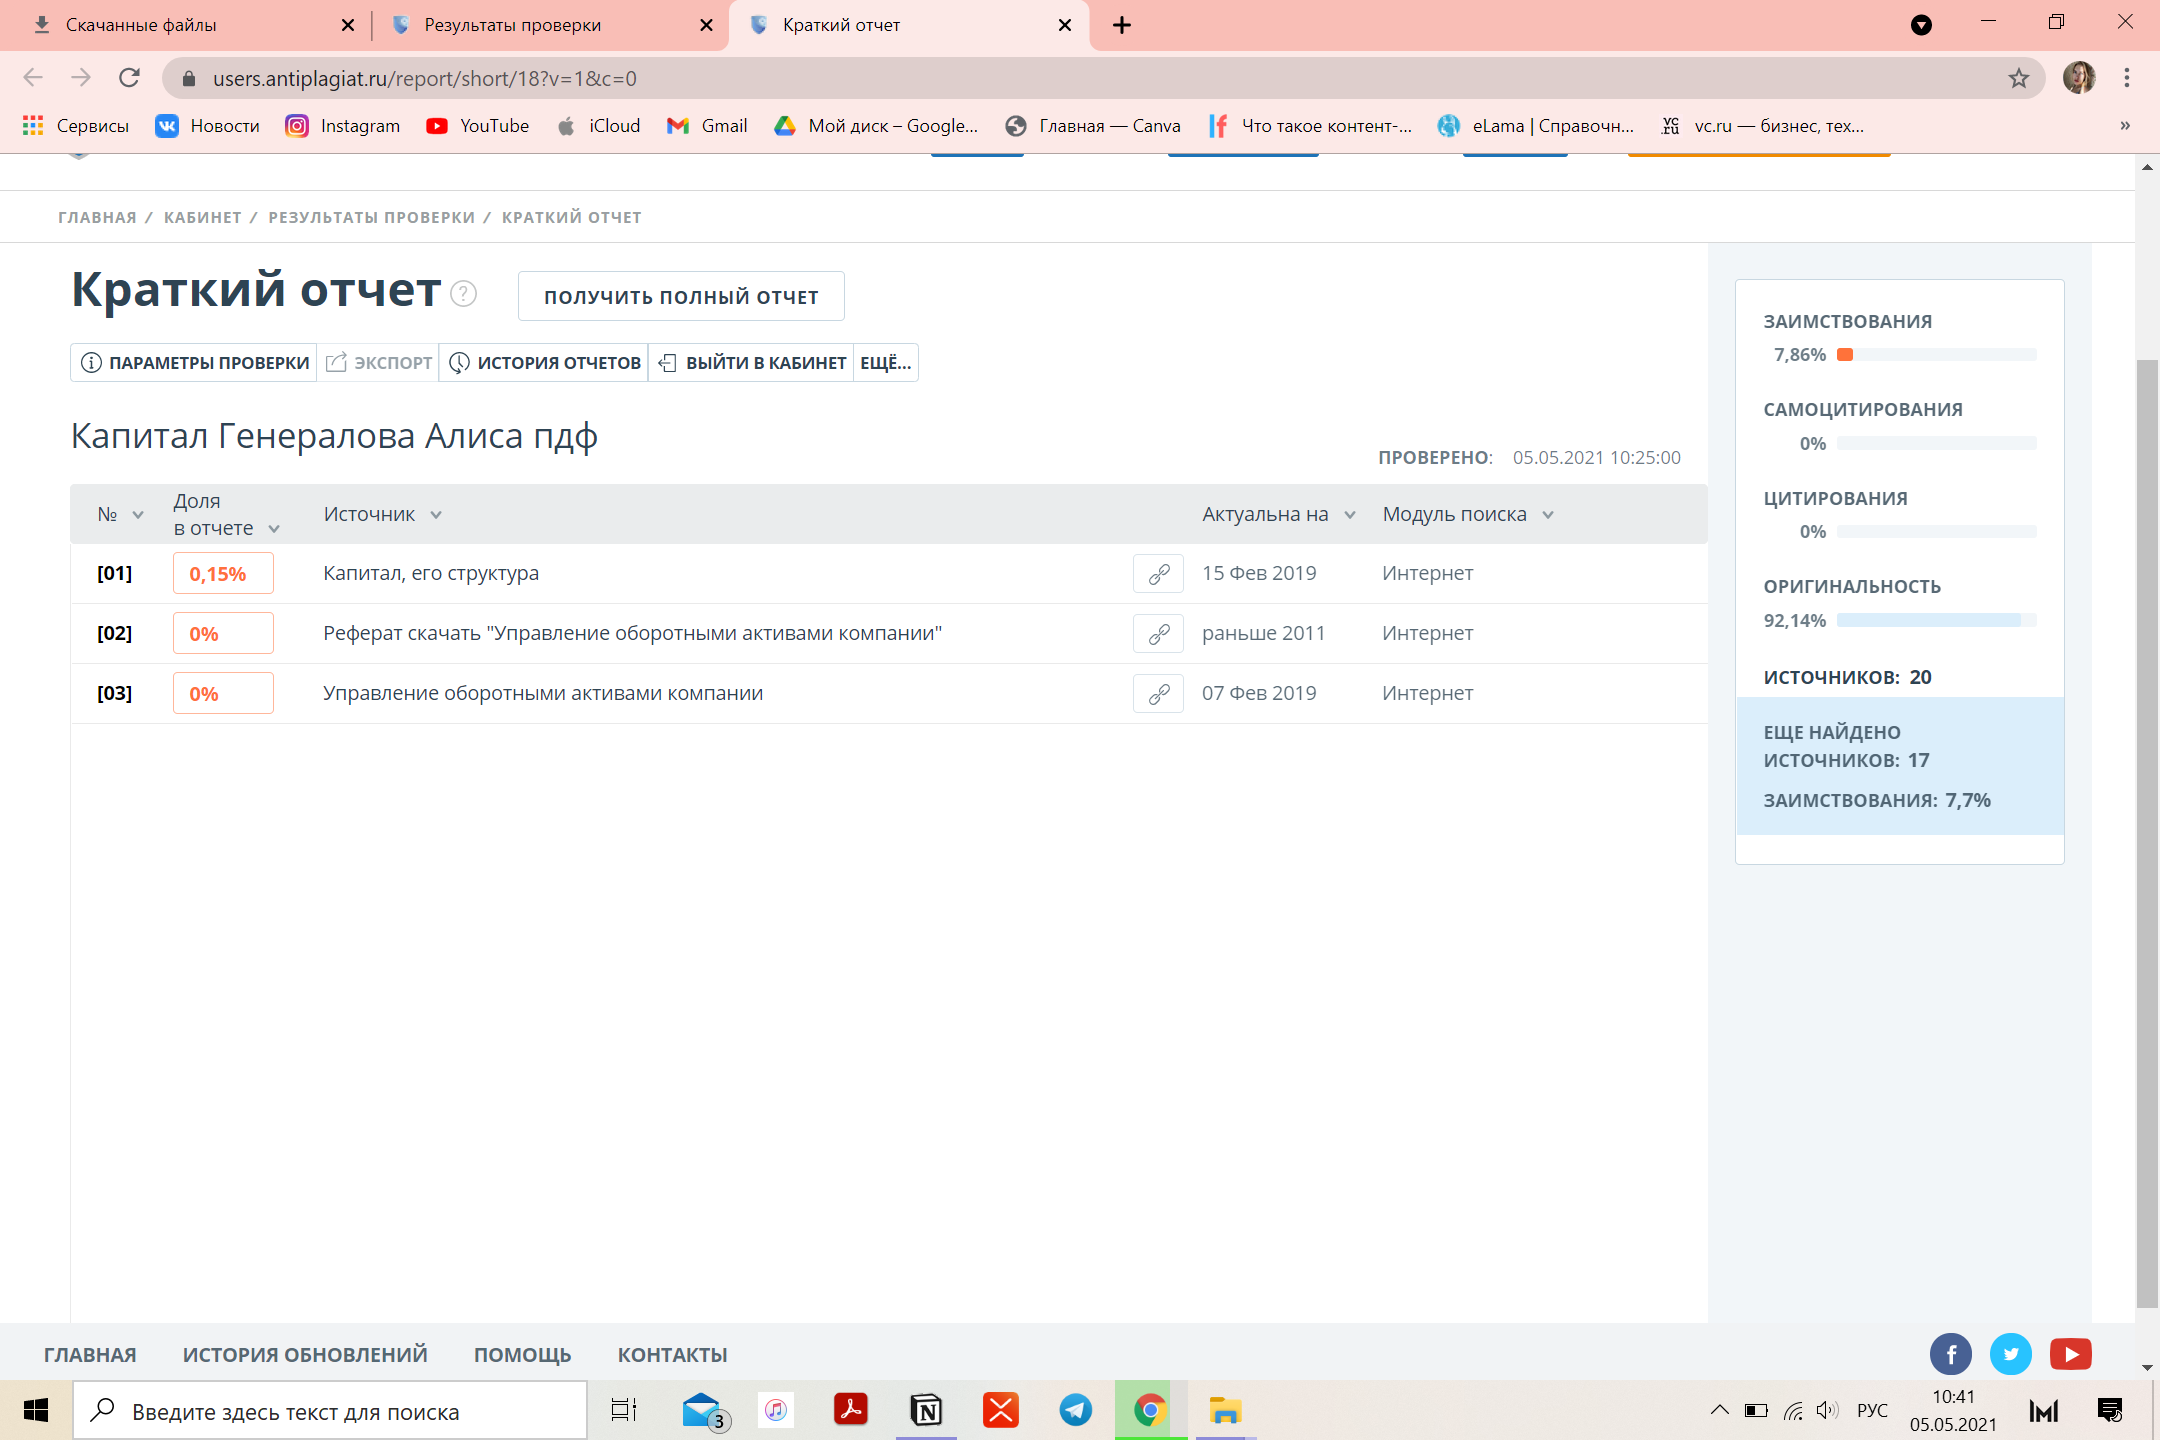 Скачанные файлы
Результаты проверки
Краткий отчет
users.antiplagiat.ru/report/short/18?v=1&c=0
Сервисы
Новости
Instagram
YouTube
iCloud
Gmail
Мой диск – Google...
Главная — Canva
Что такое контент-...
eLama | Справочн...
vc.ru — бизнес, тех...
»
ГЛАВНАЯ / КАБИНЕТ / РЕЗУЛЬТАТЫ ПРОВЕРКИ / КРАТКИЙ ОТЧЕТ
Краткий отчет ?
ПОЛУЧИТЬ ПОЛНЫЙ ОТЧЕТ
ПАРАМЕТРЫ ПРОВЕРКИ ЭКСПОРТ ИСТОРИЯ ОТЧЕТОВ ВЫЙТИ В КАБИНЕТ ЕЩЁ...
Капитал Генералова Алиса пдф
ПРОВЕРЕНО: 05.05.2021 10:25:00
№ Доля в отчете Источник Актуальна на Модуль поиска
[01] 0,15% Капитал, его структура 15 Фев 2019 Интернет
[02] 0% Реферат скачать "Управление оборотными активами компании" раньше 2011 Интернет
[03] 0% Управление оборотными активами компании 07 Фев 2019 Интернет
ЗАИМСТВОВАНИЯ
7,86%
САМОЦИТИРОВАНИЯ
0%
ЦИТИРОВАНИЯ
0%
ОРИГИНАЛЬНОСТЬ
92,14%
ИСТОЧНИКОВ: 20
ЕЩЕ НАЙДЕНО
ИСТОЧНИКОВ: 17
ЗАИМСТВОВАНИЯ: 7,7%
ГЛАВНАЯ ИСТОРИЯ ОБНОВЛЕНИЙ ПОМОЩЬ КОНТАКТЫ
Введите здесь текст для поиска
3
РУС
10:41
05.05.2021